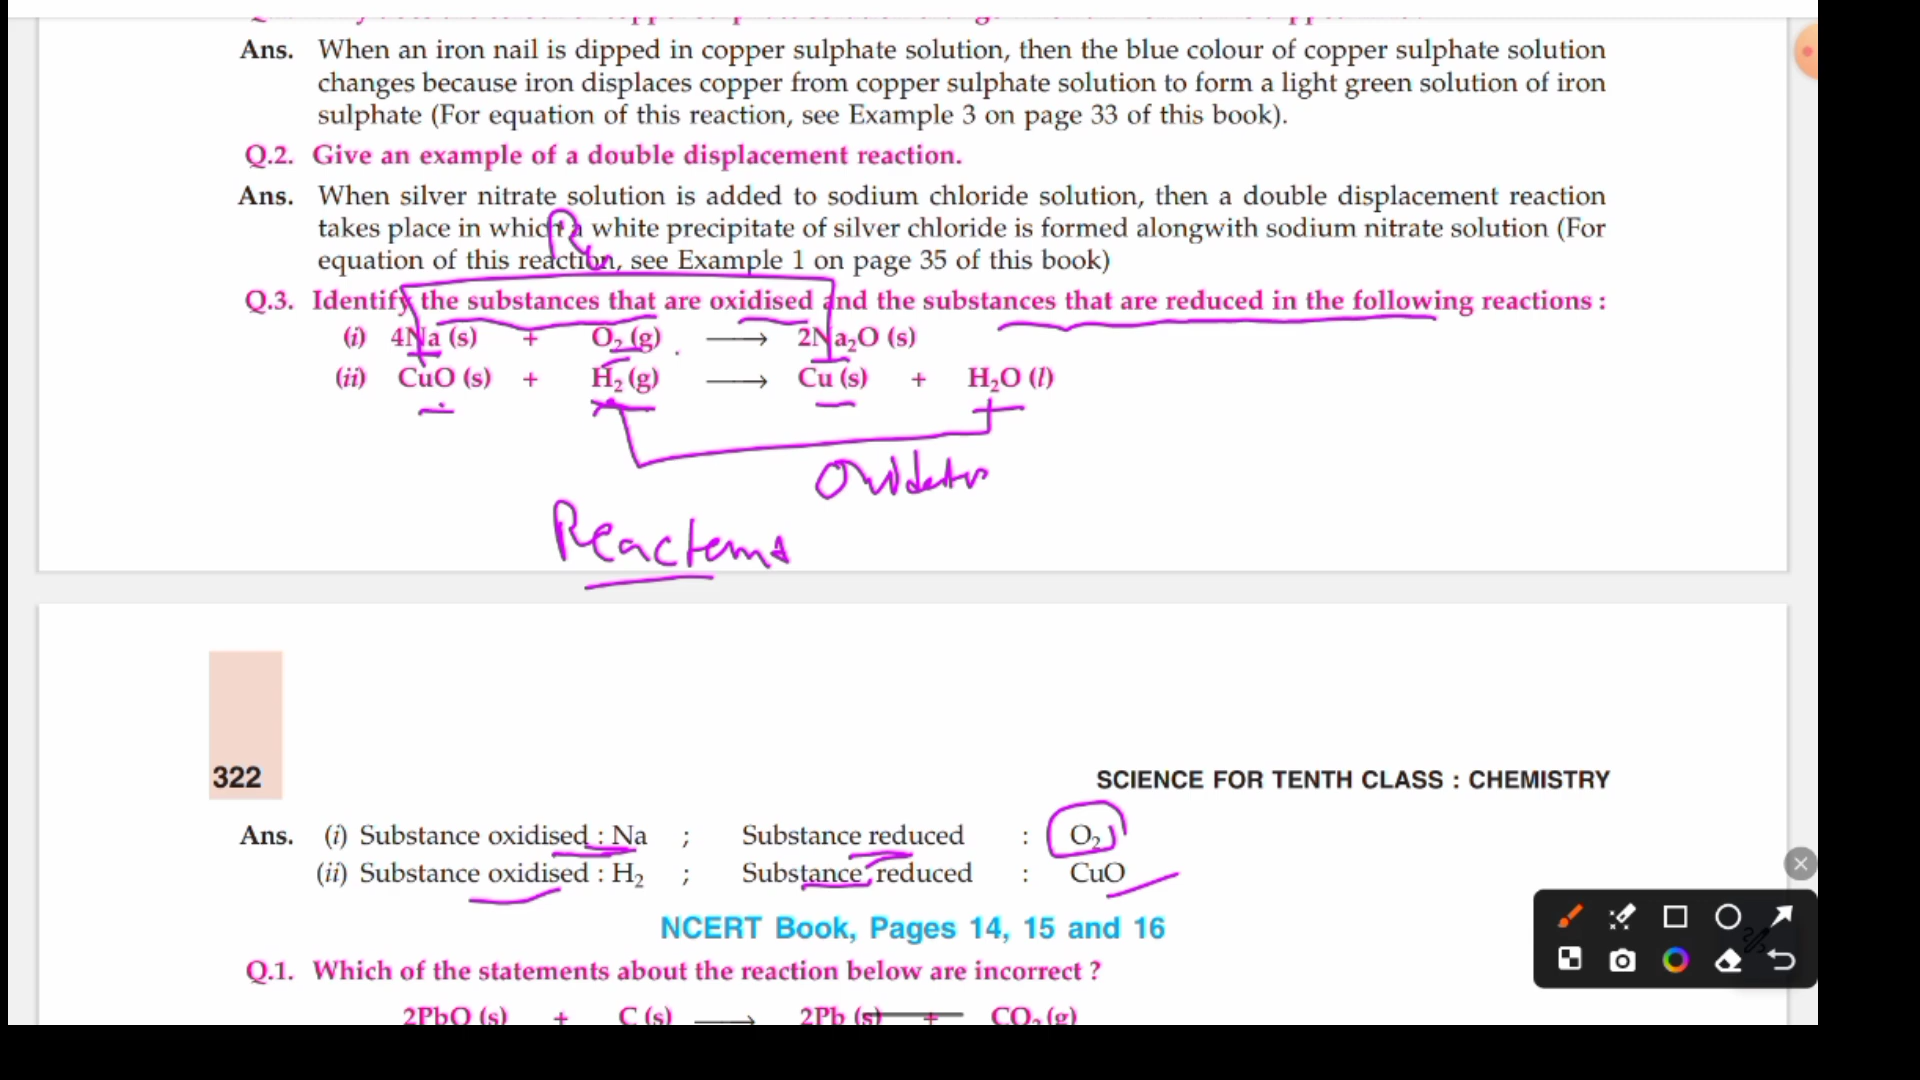 Ans. When an iron nail is dipped in copper sulphate solution, then the blue colour of copper sulphate solution
changes because iron displaces copper from copper sulphate solution to form a light green solution of iron
sulphate (For equation of this reaction, see Example 3 on page 33 of this book).
Q.2. Give an example of a double displacement reaction.
Ans. When silver nitrate solution is added to sodium chloride solution, then a double displacement reaction
takes place in which a white precipitate of silver chloride is formed alongwith sodium nitrate solution (For
equation of this reaction, see Example 1 on page 35 of this book)
Q.3. Identify the substances that are oxidised and the substances that are reduced in the following reactions :
(i) 4Na (s) + O₂ (g) ⟶ 2Na₂O (s)
(ii) CuO (s) + H₂ (g) ⟶ Cu (s) + H₂O (l)
322
SCIENCE FOR TENTH CLASS : CHEMISTRY
Ans. (i) Substance oxidised : Na ; Substance reduced : O₂
(ii) Substance oxidised : H₂ ; Substance reduced : CuO
NCERT Book, Pages 14, 15 and 16
Q.1. Which of the statements about the reaction below are incorrect ?
2PbO (s) + C (s) ⟶ 2Pb (s) + CO₂ (g)